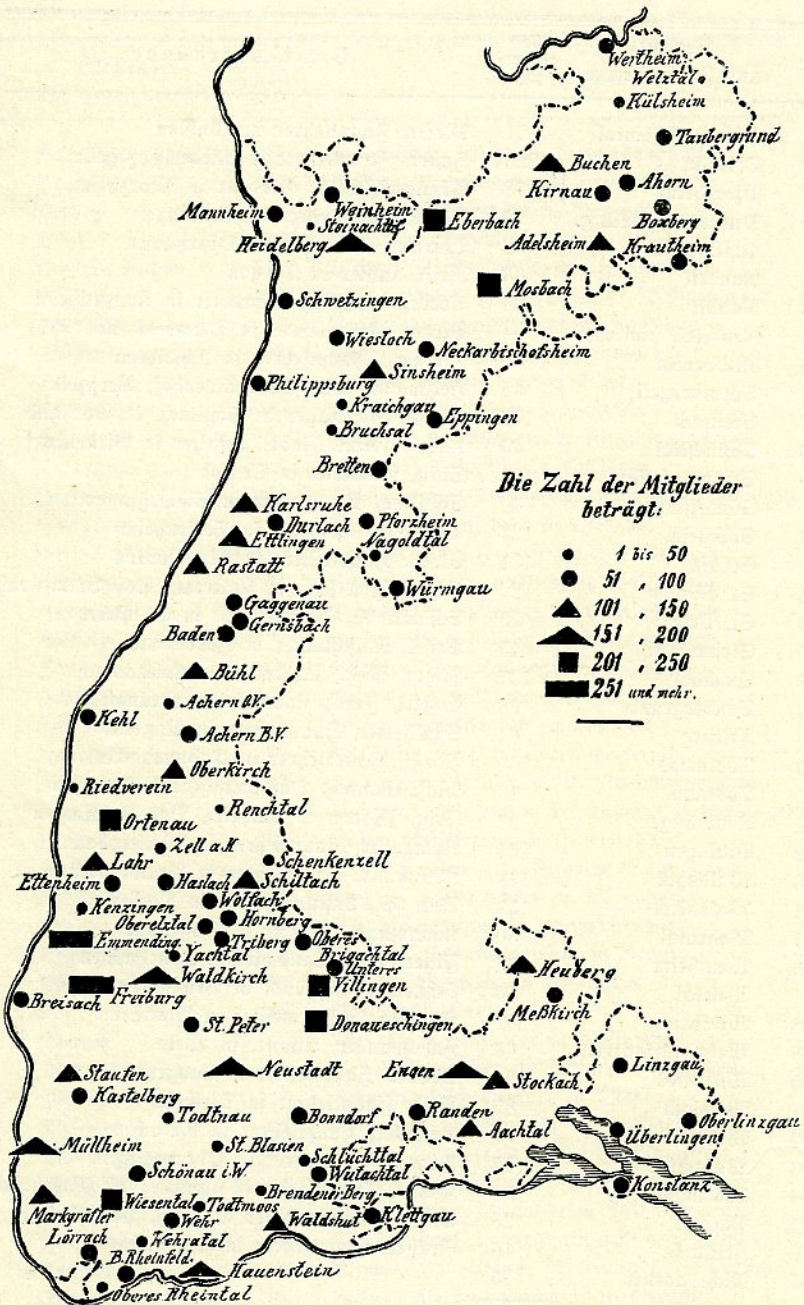 Wertheim
Welztal
Külsheim
Taubergrund
Buchen
Ahorn
Kirnau
Boxberg
Mannheim
Weinheim
Steinachtal
Eberbach
Heidelberg
Adelsheim
Krautheim
Mosbach
Schwetzingen
Wiesloch
Neckarbischofsheim
Sinsheim
Philippsburg
Kraichgau
Eppingen
Bruchsal
Bretten
Die Zahl der Mitglieder
beträgt:
1 bis 50
51 „ 100
101 „ 150
151 „ 200
201 „ 250
251 und mehr.
Karlsruhe
Durlach
Pforzheim
Ettlingen
Nagoldtal
Rastatt
Würmgau
Gaggenau
Gernsbach
Baden
Bühl
Achern O.V.
Kehl
Achern B.V.
Oberkirch
Riedverein
Renchtal
Ortenau
Zell a H
Lahr
Schenkenzell
Ettenheim
Haslach
Schiltach
Kenzingen
Wolfach
Hornberg
Oberelztal
Emmending.
Triberg
Oberes
Brigachtal
Yachtal
Unteres
Waldkirch
Villingen
Heuberg
Freiburg
Breisach
Meßkirch
St. Peter
Donaueschingen
Staufen
Neustadt
Engen
Stockach
Linzgau
Kastelberg
Todtnau
Bonndorf
Randen
Aachtal
Überlingen
Oberlinzgau
Müllheim
St. Blasien
Schlüchttal
Schönau i.W.
Wutachtal
Konstanz
Brendener Berg
Markgräfler
Wiesental
Todtmoos
Wehr
Waldshut
Klettgau
Lörrach
Wehratal
B. Rheinfeld.
Hauenstein
Oberes Rheintal